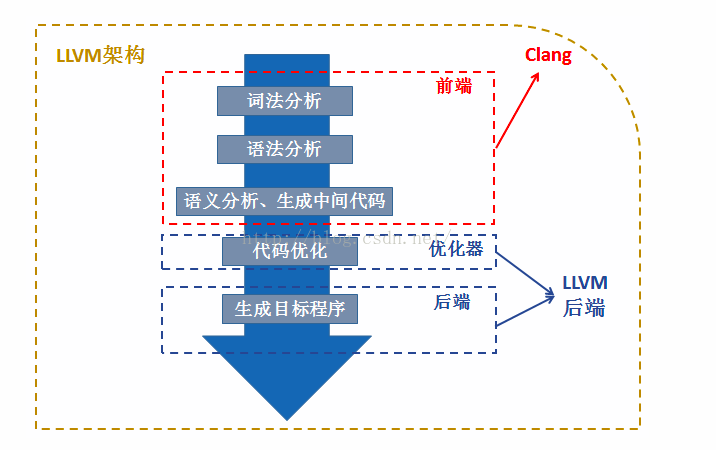 LLVM架构
Clang
前端
词法分析
语法分析
语义分析、生成中间代码
http://blog.csdn.net/
优化器
代码优化
LLVM
后端
后端
生成目标程序